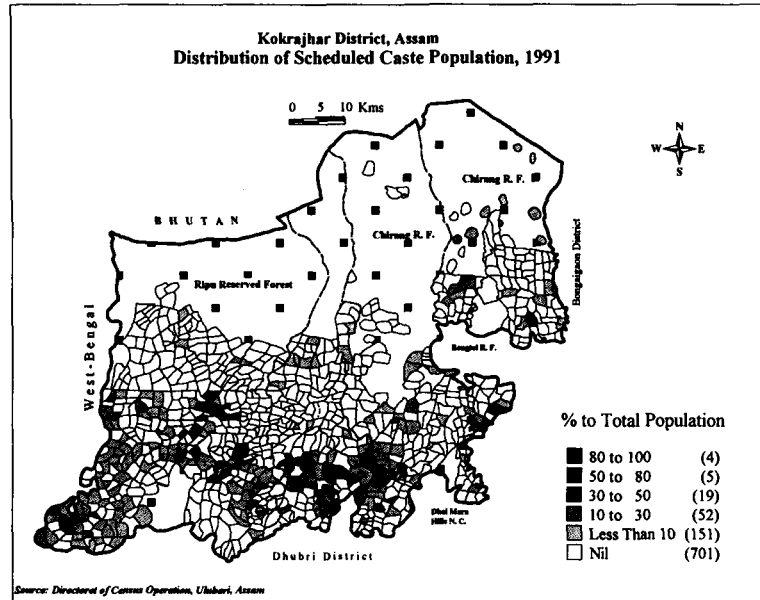 Kokrajhar District, Assam
Distribution of Scheduled Caste Population, 1991
0 5 10 Kms
N
W E
S
Chirang R. F.
BHUTAN
Chirang R. F.
Ripu Reserved Forest
Bongaigaon District
West-Bengal
Bengtol R.F.
% to Total Population
80 to 100 (4)
50 to 80 (5)
30 to 50 (19)
10 to 30 (52)
Less Than 10 (151)
Nil (701)
Dhal Mara
Hills N. C.
Dhubri District
Source: Directoret of Census Operation, Ulubari, Assam